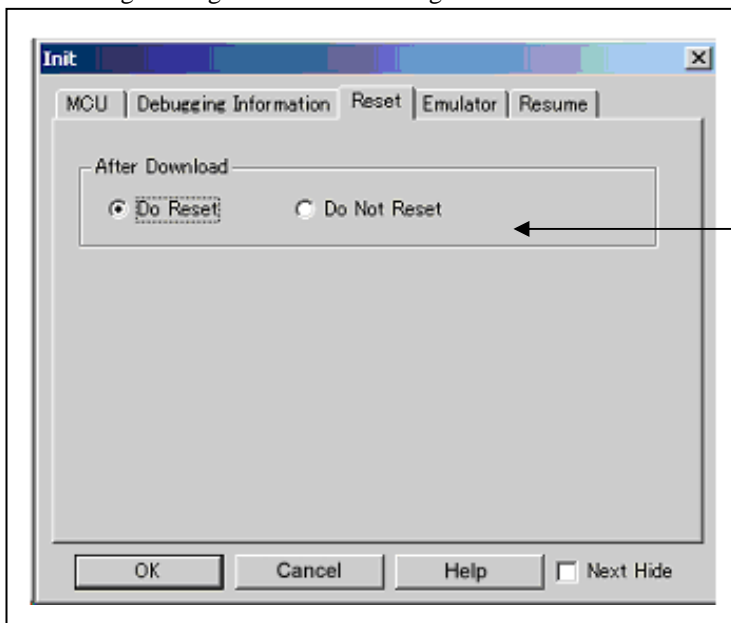 Init
MCU Debugging Information Reset Emulator Resume
After Download
Do Reset Do Not Reset
OK Cancel Help Next Hide